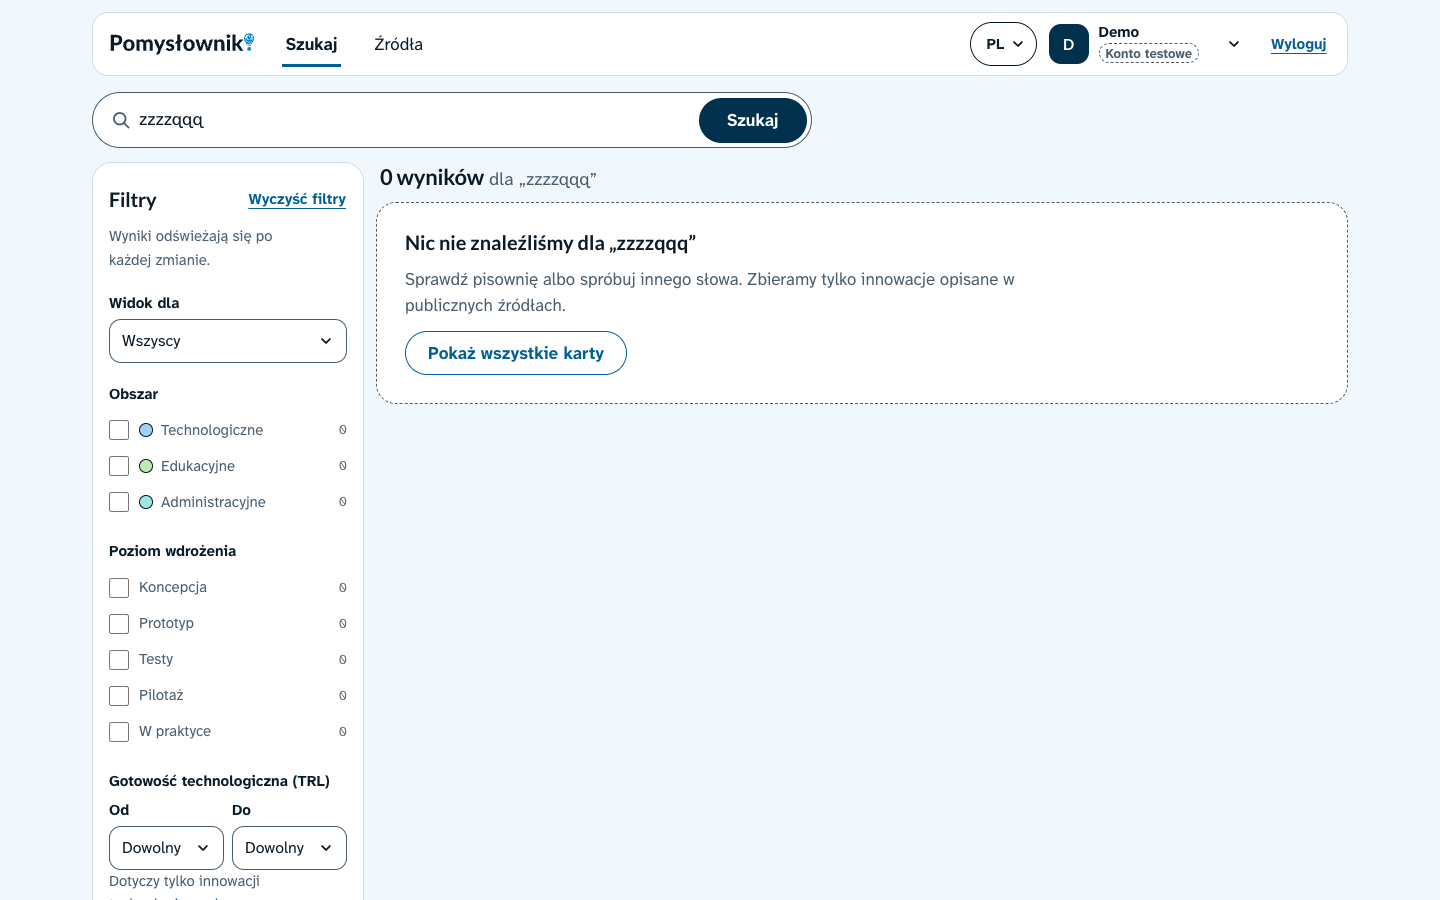 Pomysłownik
Szukaj
Źródła
PL
D
Demo
Konto testowe
Wyloguj
zzzzqqq
Szukaj
Filtry
Wyczyść filtry
Wyniki odświeżają się po
każdej zmianie.
Widok dla
Wszyscy
Obszar
Technologiczne 0
Edukacyjne 0
Administracyjne 0
Poziom wdrożenia
Koncepcja 0
Prototyp 0
Testy 0
Pilotaż 0
W praktyce 0
Gotowość technologiczna (TRL)
Od Do
Dowolny Dowolny
Dotyczy tylko innowacji
0 wyników dla „zzzzqqq”
Nic nie znaleźliśmy dla „zzzzqqq”
Sprawdź pisownię albo spróbuj innego słowa. Zbieramy tylko innowacje opisane w
publicznych źródłach.
Pokaż wszystkie karty